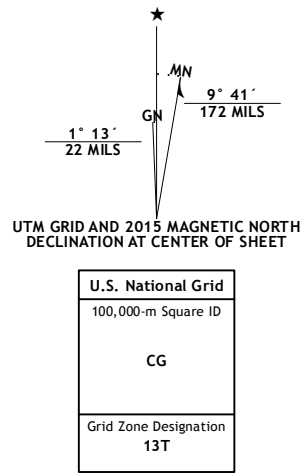 MN
GN
9° 41´
172 MILS
1° 13´
22 MILS
UTM GRID AND 2015 MAGNETIC NORTH
DECLINATION AT CENTER OF SHEET
U.S. National Grid
100,000-m Square ID
CG
Grid Zone Designation
13T